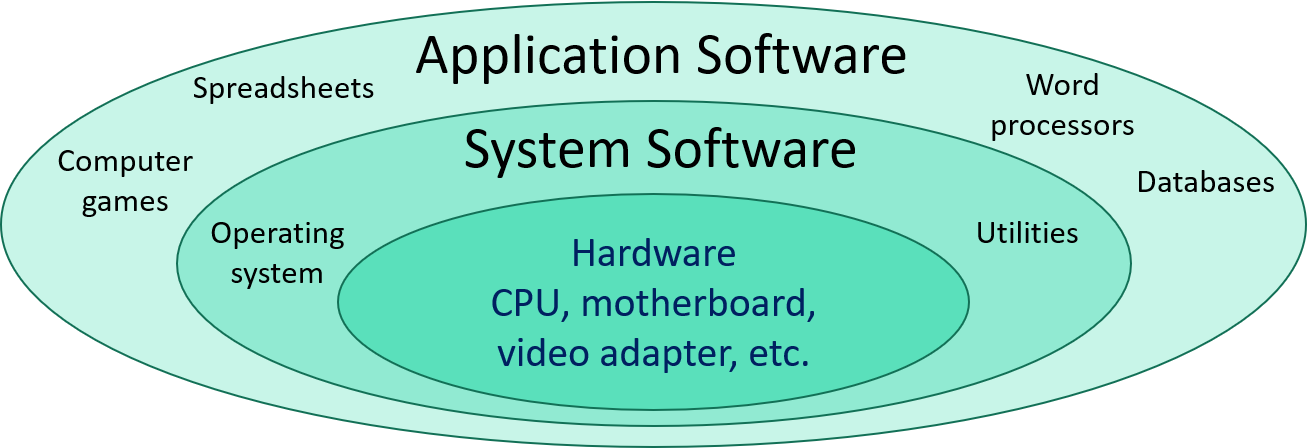 Application Software
Spreadsheets
Word
processors
Computer
games
Databases
System Software
Operating
system
Utilities
Hardware
CPU, motherboard,
video adapter, etc.